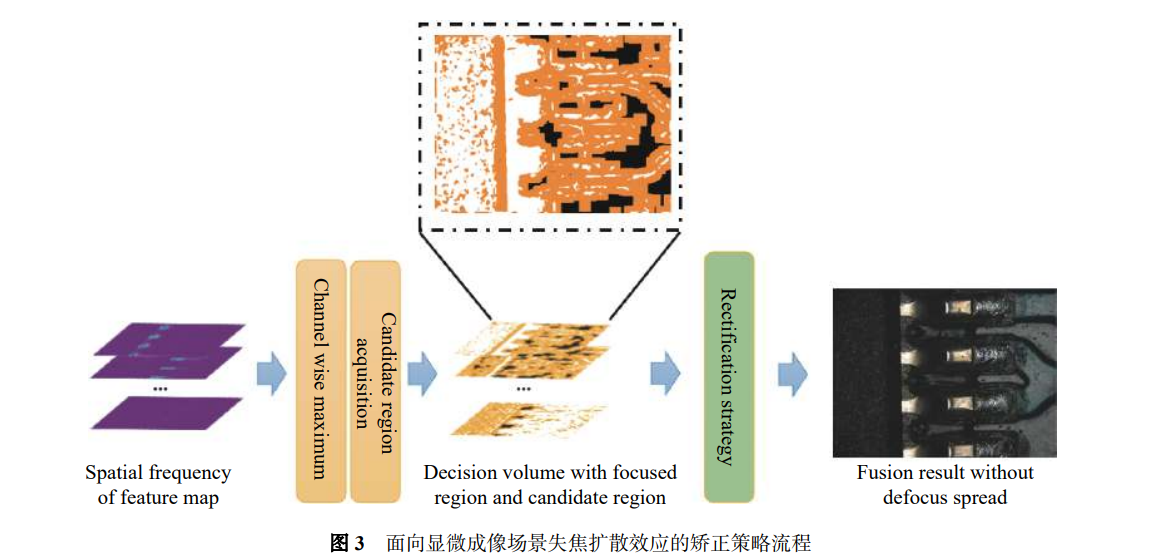 Channel wise maximum
Candidate region
acquisition
Rectification strategy
...
...
Spatial frequency
of feature map
Decision volume with focused
region and candidate region
Fusion result without
defocus spread
图 3 面向显微成像场景失焦扩散效应的矫正策略流程